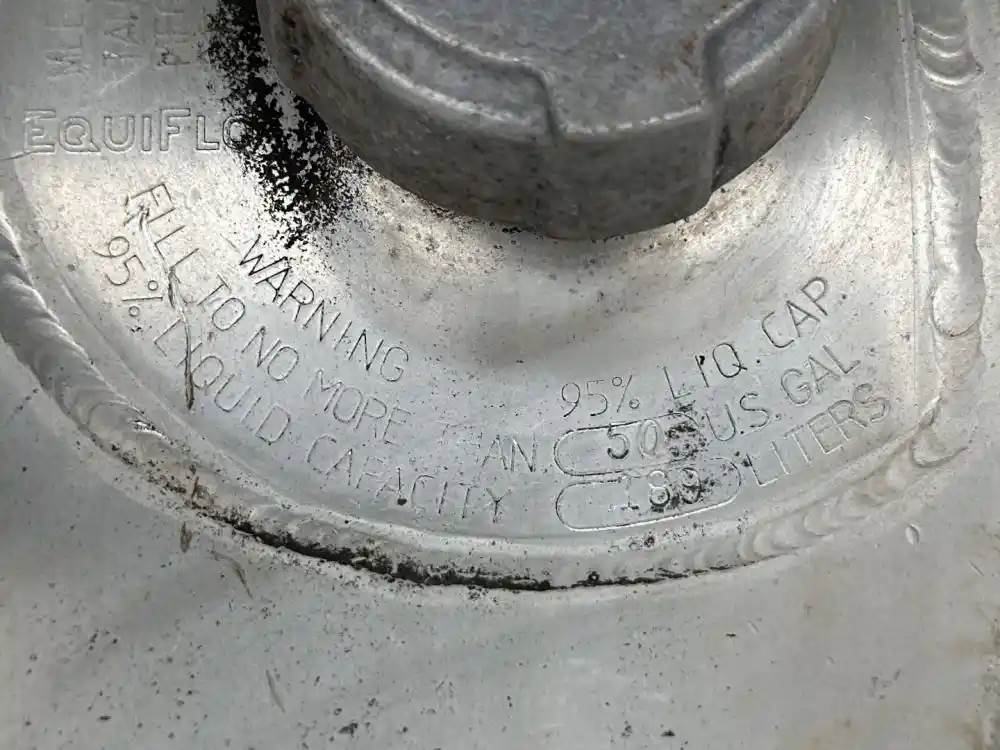 EQUIFLO
WARNING
FILL TO NO MORE THAN
95% LIQUID CAPACITY
95% LIQ. CAP
50 U.S. GAL
189 LITERS